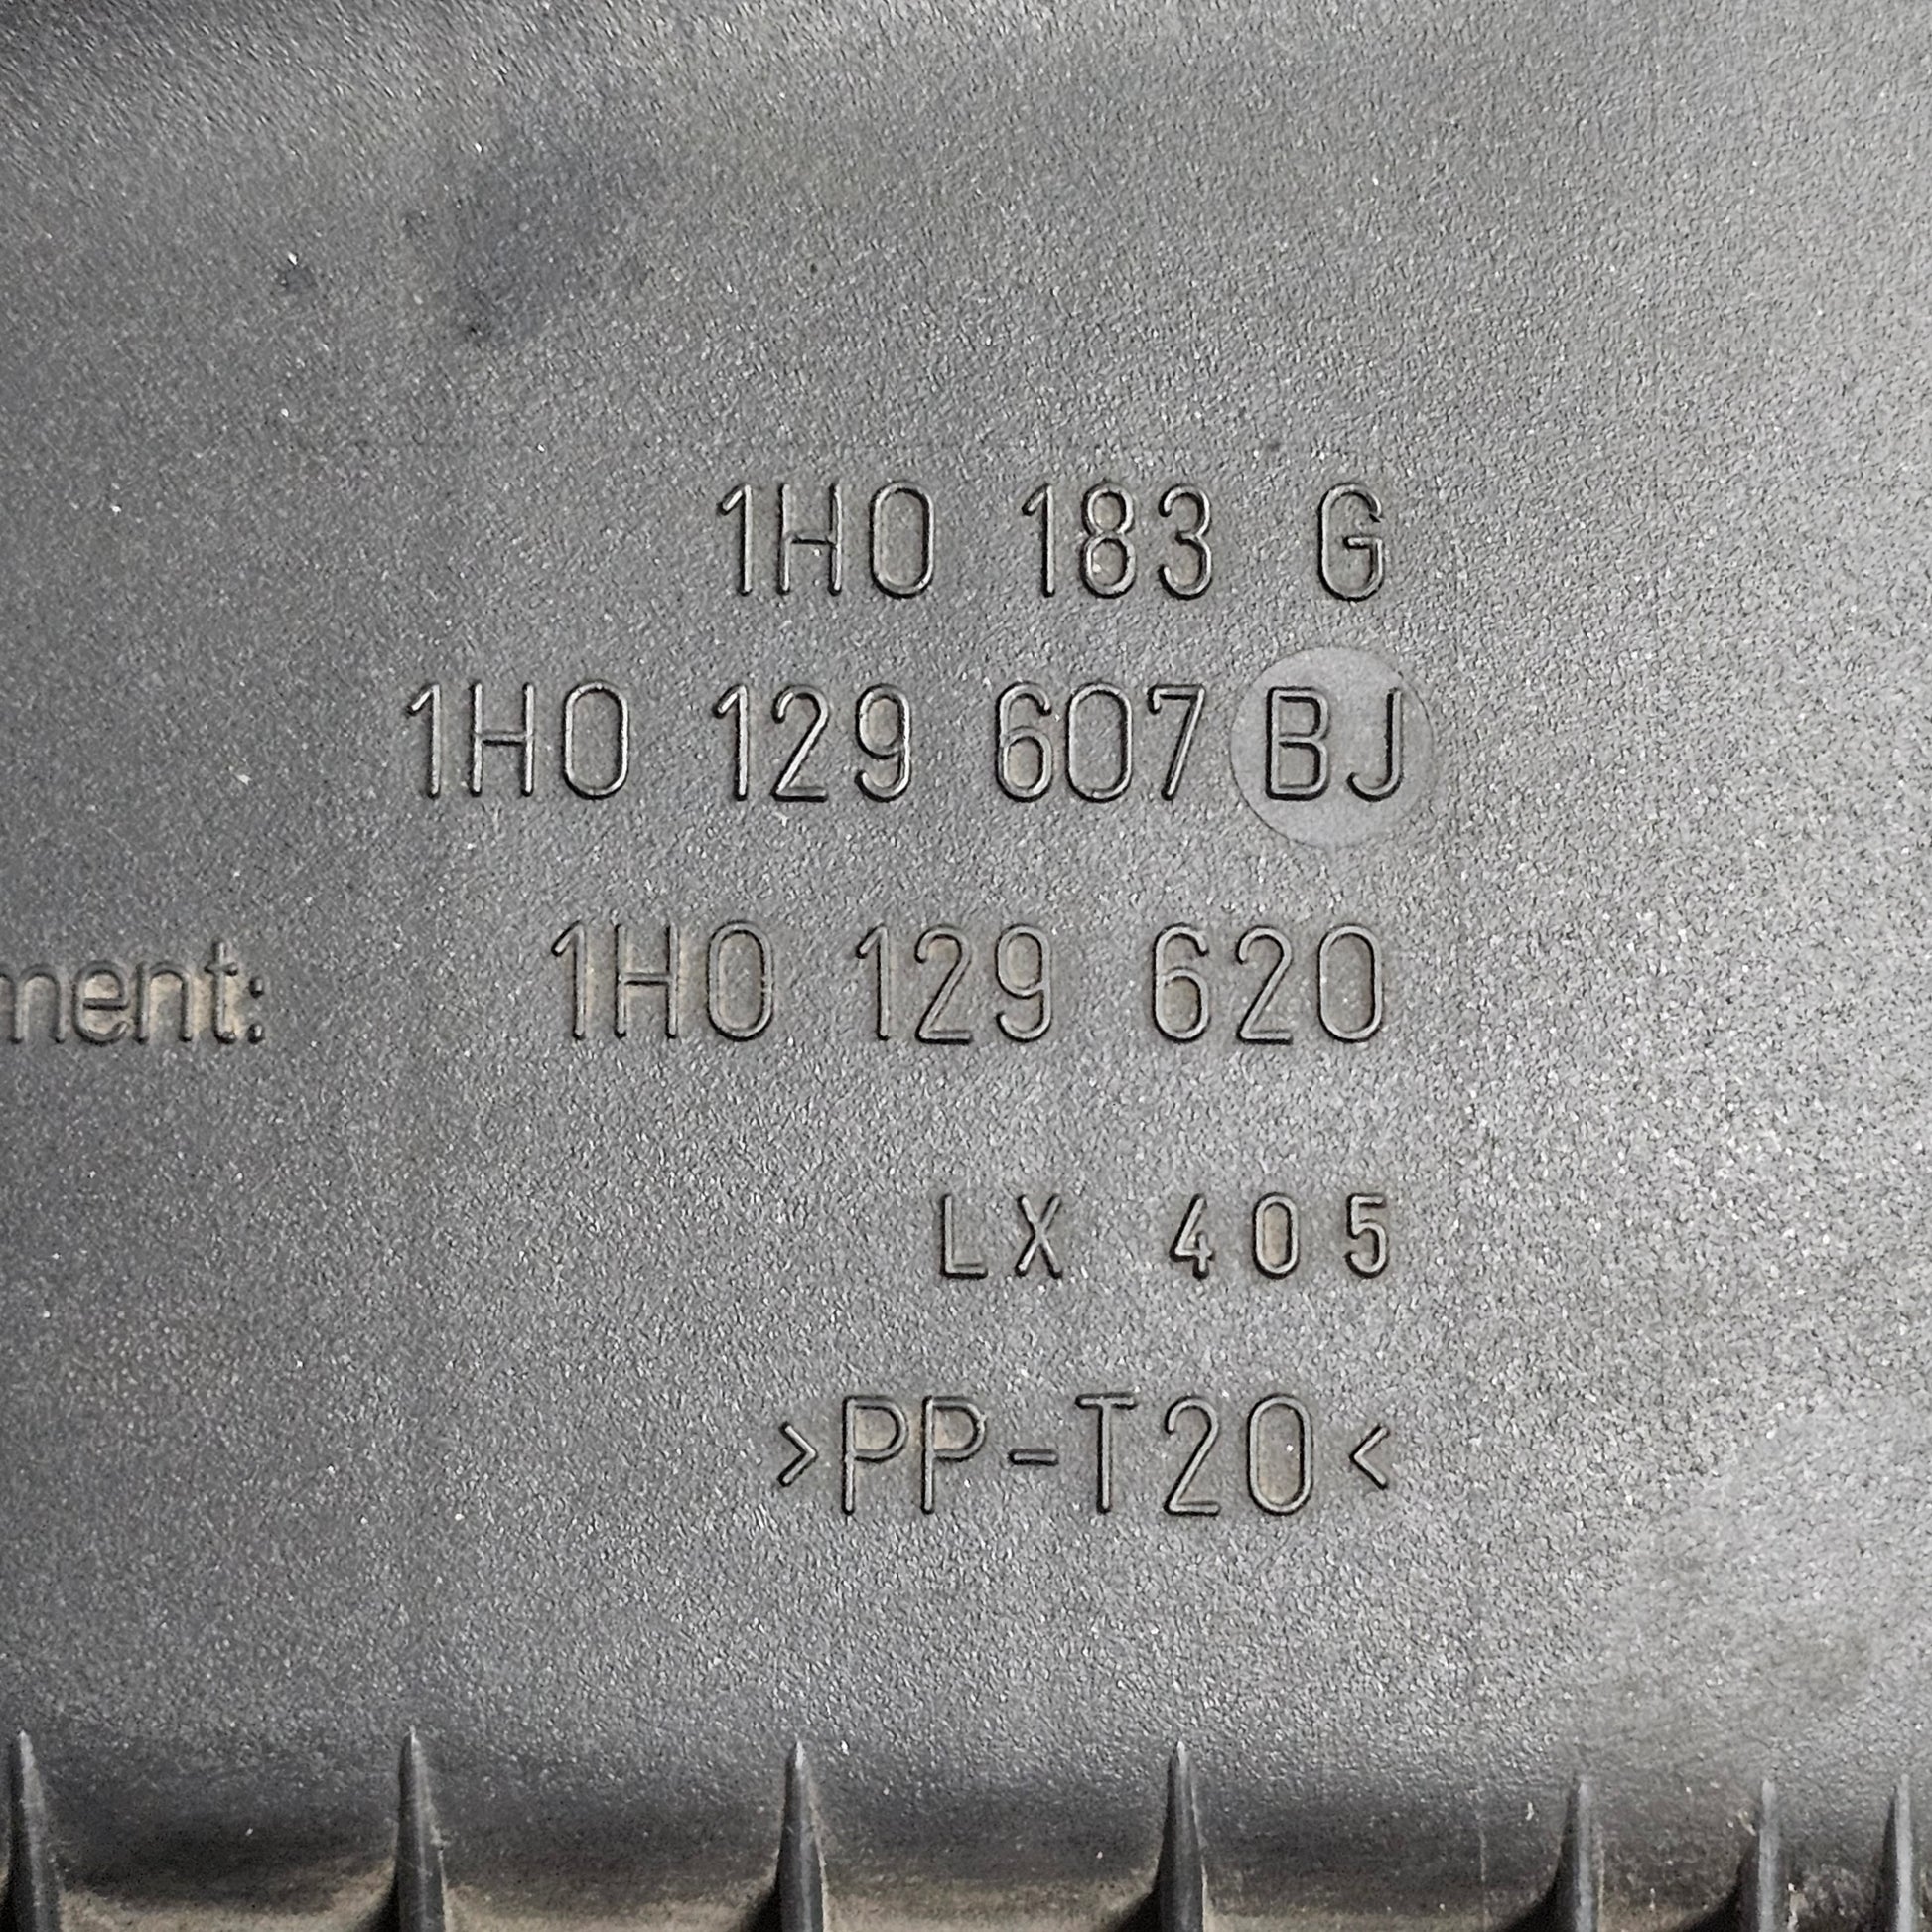 1H0 183 G
1H0 129 607 BJ
ment: 1H0 129 620
LX 405
>PP-T20<